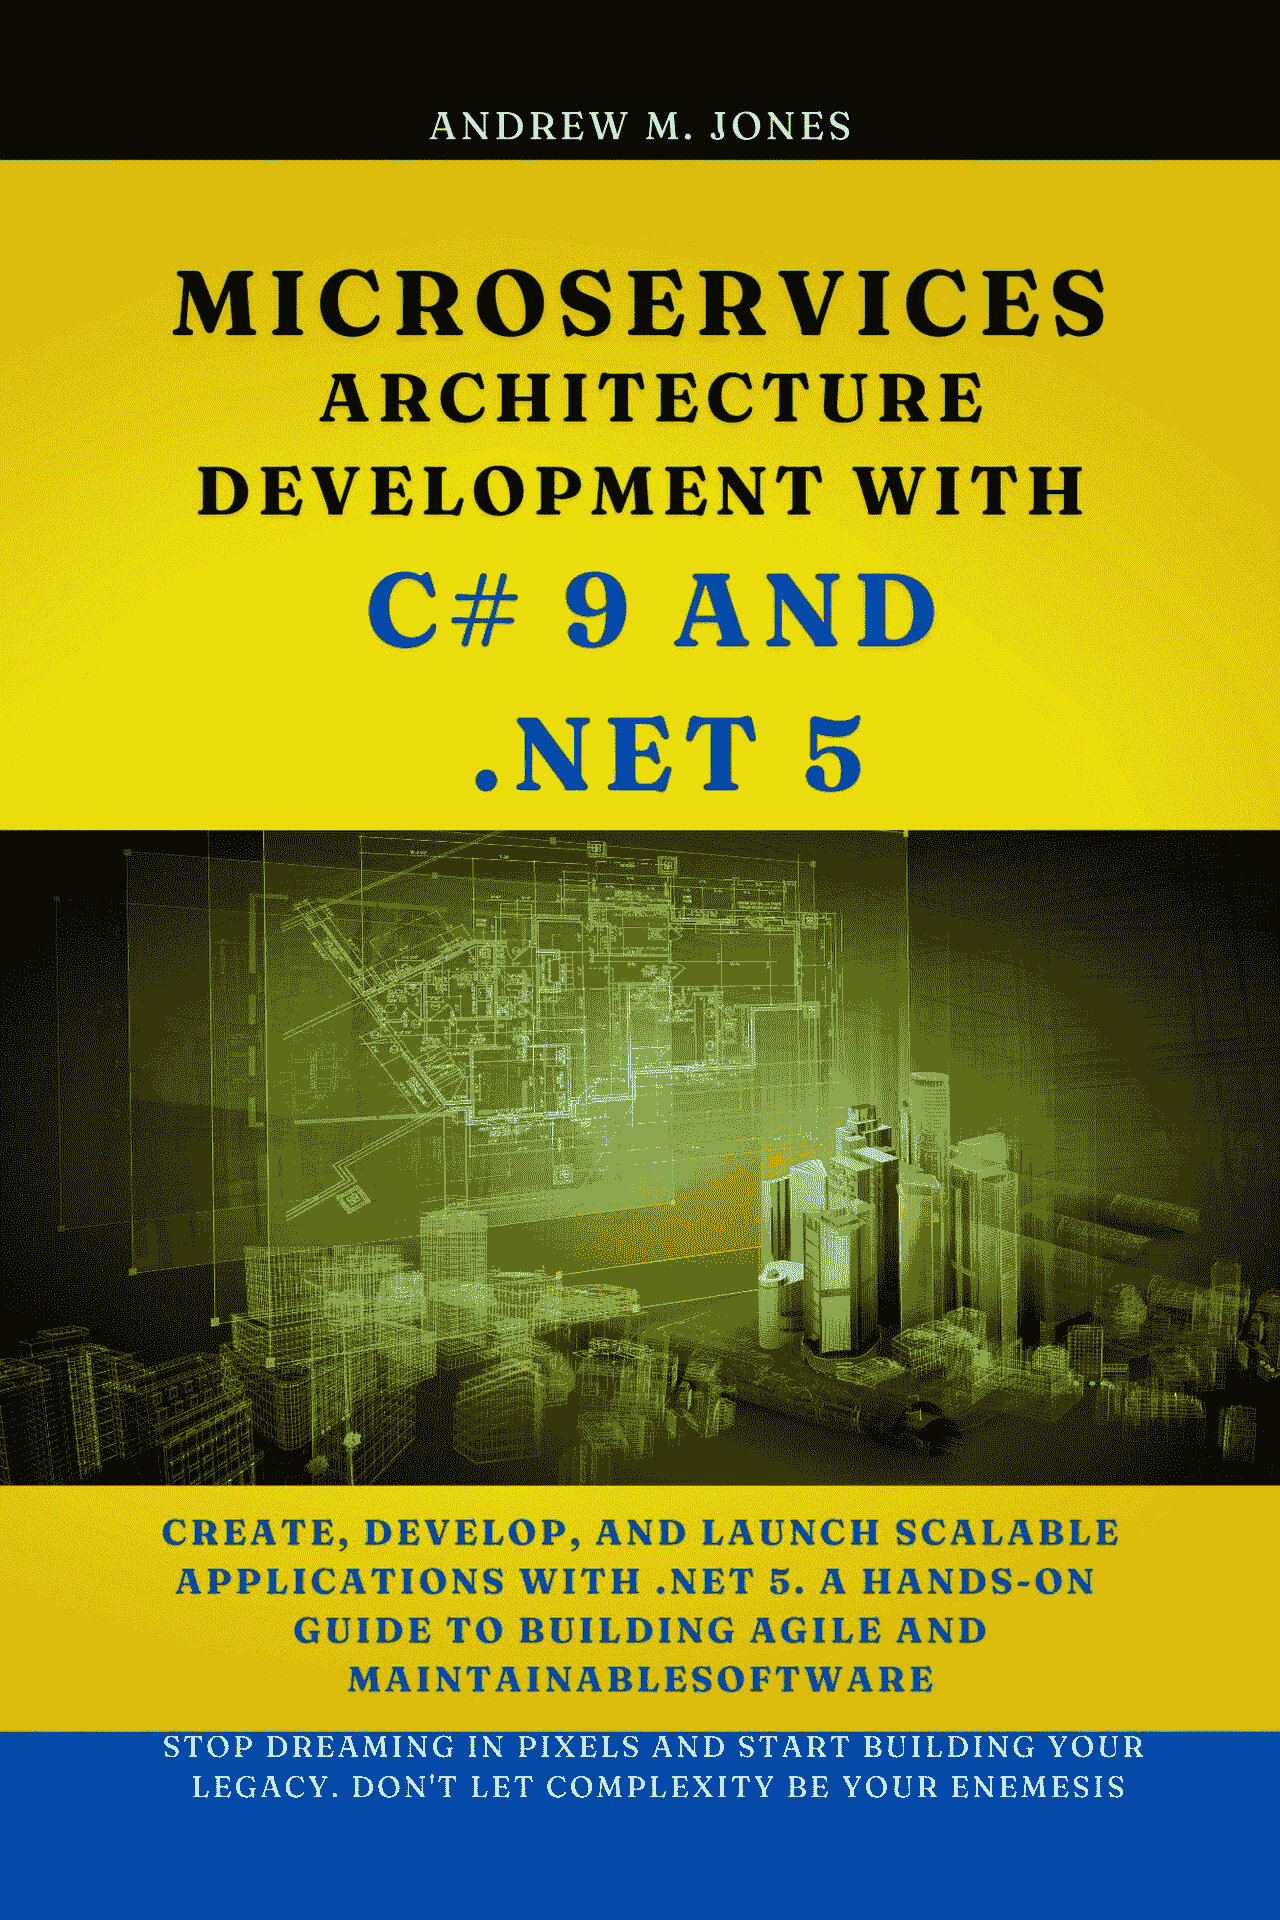 ANDREW M. JONES
MICROSERVICES
ARCHITECTURE
DEVELOPMENT WITH
C# 9 AND
.NET 5
CREATE, DEVELOP, AND LAUNCH SCALABLE
APPLICATIONS WITH .NET 5. A HANDS-ON
GUIDE TO BUILDING AGILE AND
MAINTAINABLESOFTWARE
STOP DREAMING IN PIXELS AND START BUILDING YOUR
LEGACY. DON'T LET COMPLEXITY BE YOUR ENEMESIS